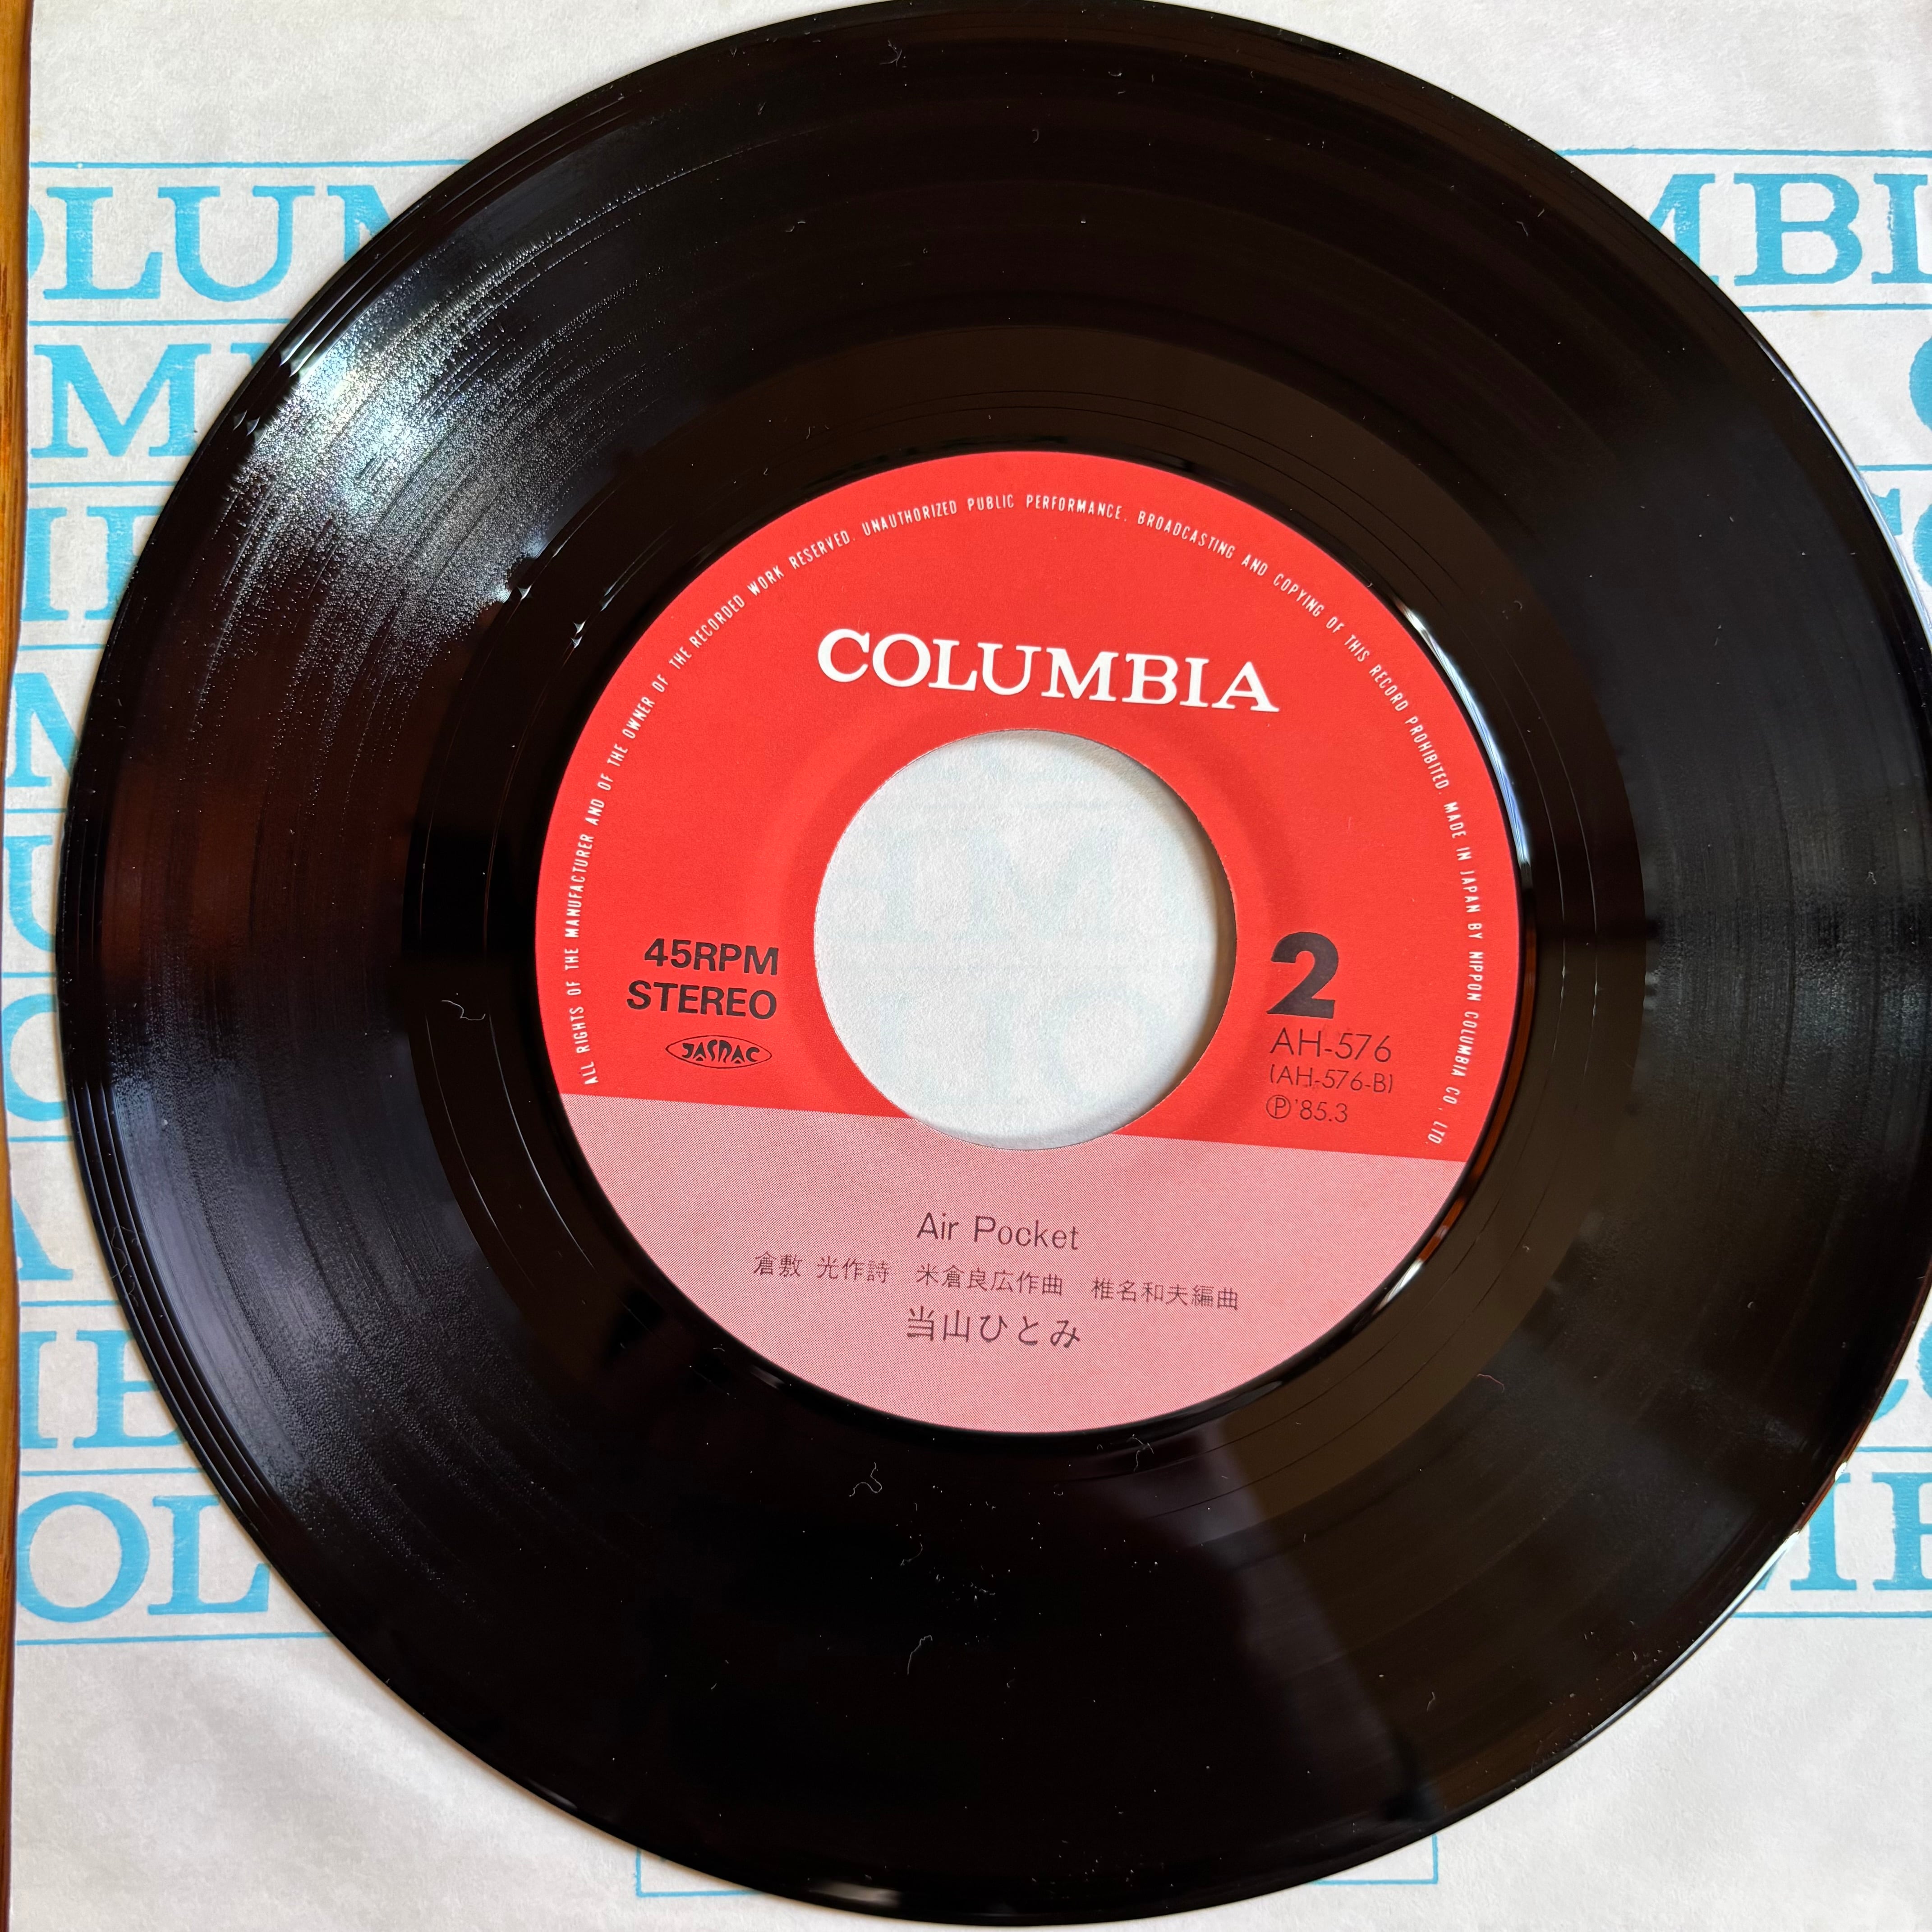 ALL RIGHTS OF THE MANUFACTURER AND OF THE OWNER OF THE RECORDED WORK RESERVED. UNAUTHORIZED PUBLIC PERFORMANCE. BROADCASTING AND COPYING OF THIS RECORD PROHIBITED. MADE IN JAPAN BY NIPPON COLUMBIA CO., LTD.
COLUMBIA
45RPM
STEREO
JASRAC
2
AH-576
(AH-576-B)
Ⓟ'85.3
Air Pocket
倉敷 光作詩 米倉良広作曲 椎名和夫編曲
当山ひとみ